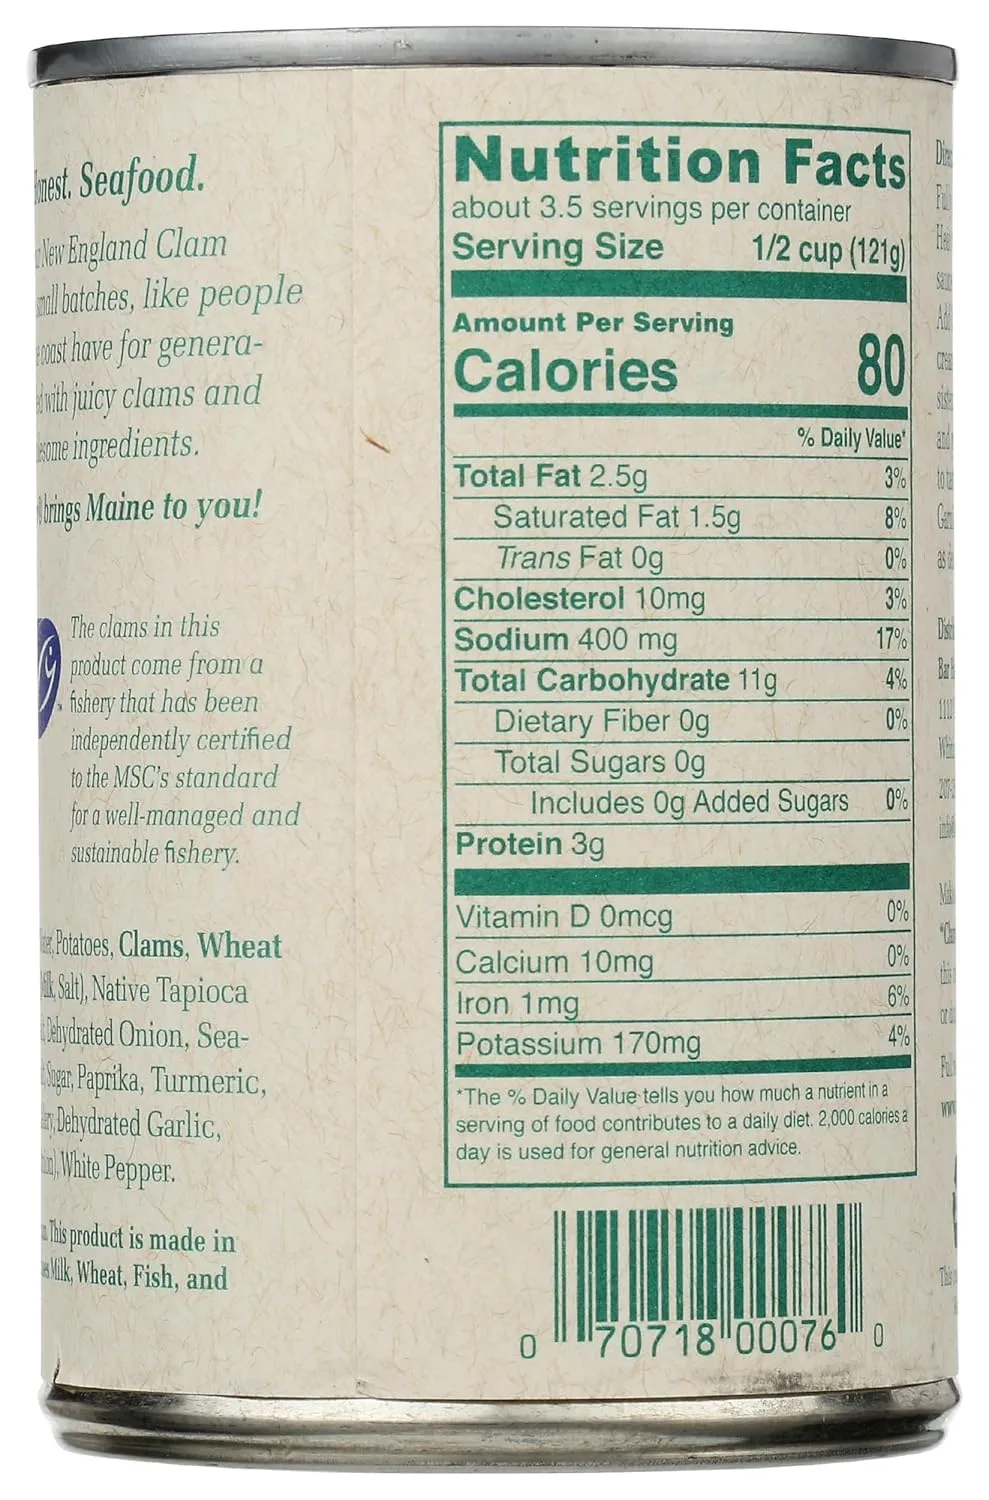 Seafood.
New England Clam
batches, like people
coast have for genera-
with juicy clams and
ingredients.
brings Maine to you!
The clams in this
product come from a
fishery that has been
independently certified
to the MSC's standard
for a well-managed and
sustainable fishery.
Potatoes, Clams, Wheat
Salt), Native Tapioca
Dehydrated Onion, Sea-
Sugar, Paprika, Turmeric,
Dehydrated Garlic,
White Pepper.
This product is made in
Milk, Wheat, Fish, and
Nutrition Facts
about 3.5 servings per container
Serving Size 1/2 cup (121g)
Amount Per Serving
Calories 80
% Daily Value*
Total Fat 2.5g 3%
Saturated Fat 1.5g 8%
Trans Fat 0g 0%
Cholesterol 10mg 3%
Sodium 400 mg 17%
Total Carbohydrate 11g 4%
Dietary Fiber 0g 0%
Total Sugars 0g
Includes 0g Added Sugars 0%
Protein 3g
Vitamin D 0mcg 0%
Calcium 10mg 0%
Iron 1mg 6%
Potassium 170mg 4%
*The % Daily Value tells you how much a nutrient in a
serving of food contributes to a daily diet. 2,000 calories a
day is used for general nutrition advice.
0 70718 00076 0